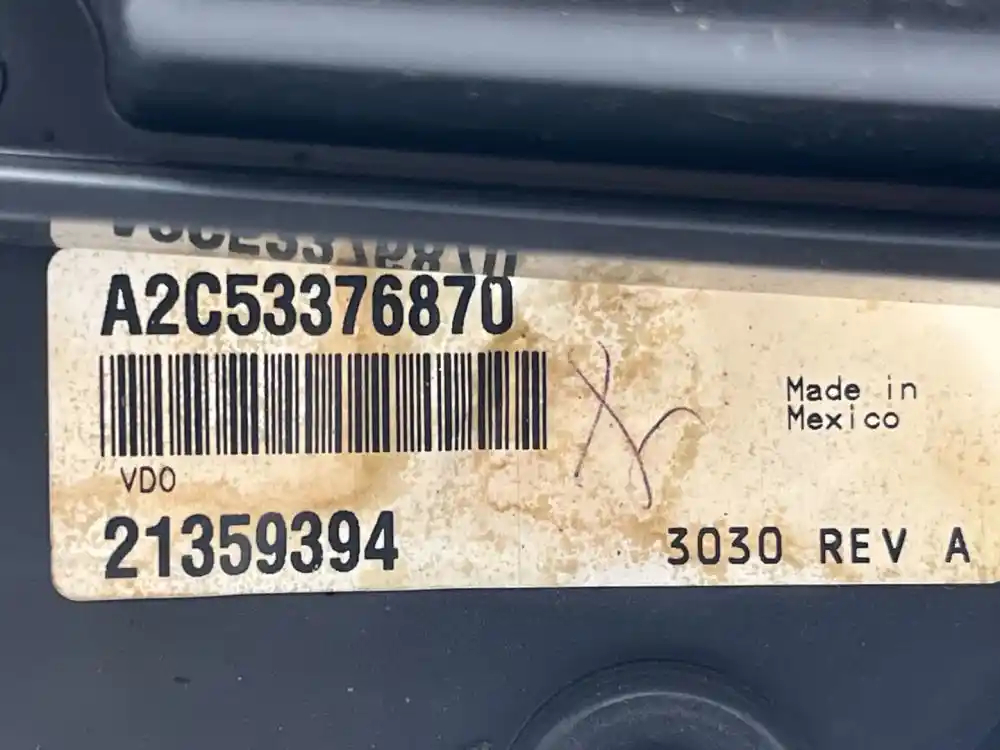 A2C53376870
VDO
21359394
Made in
Mexico
3030 REV A